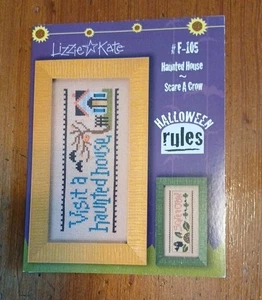 Lizzie☆Kate
# F-105
Haunted House
~
Scare A Crow
HALLOWEEN
rules
Visit a
haunted house